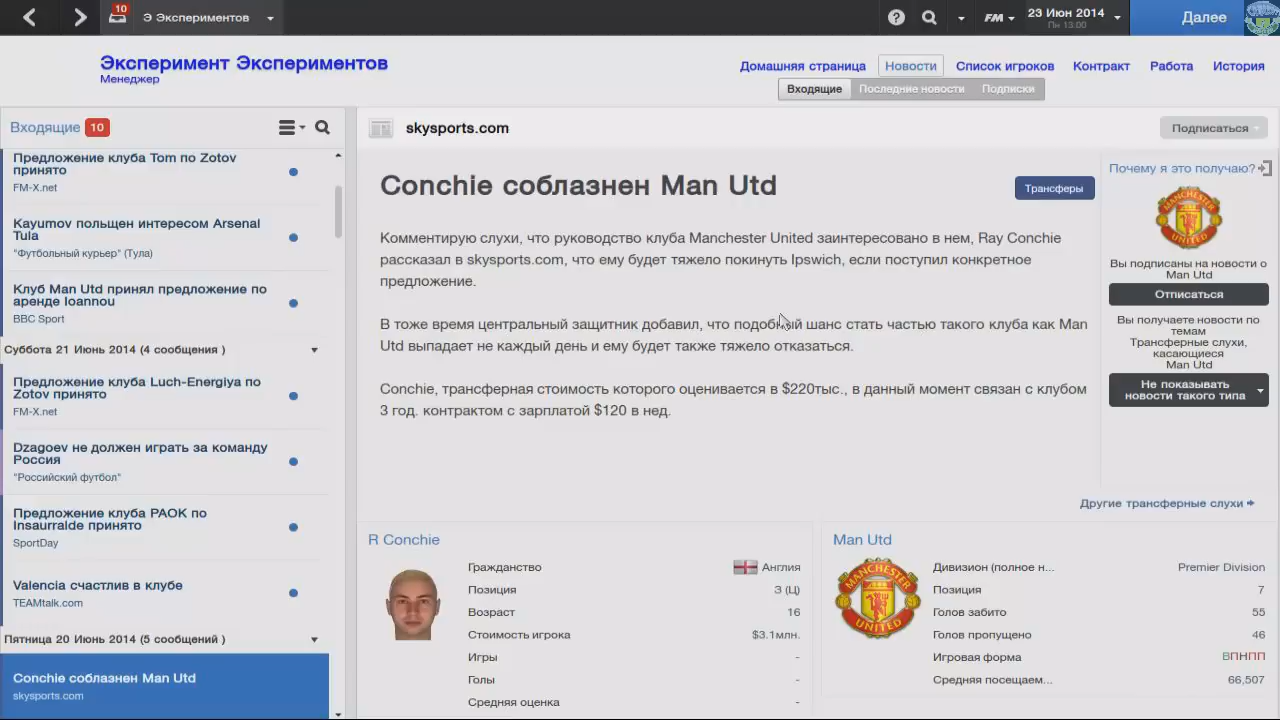 10
Э Экспериментов
FM
23 Июн 2014
Пн 13:00
Далее
Эксперимент Экспериментов
Менеджер
Домашняя страница
Новости
Список игроков
Контракт
Работа
История
Входящие
Последние новости
Подписки
Входящие 10
Предложение клуба Tom по Zotov
принято
FM-X.net
Kayumov польщен интересом Arsenal
Tula
"Футбольный курьер" (Тула)
Клуб Man Utd принял предложение по
аренде Ioannou
BBC Sport
Суббота 21 Июнь 2014 (4 сообщения )
Предложение клуба Luch-Energiya по
Zotov принято
FM-X.net
Dzagoev не должен играть за команду
Россия
"Российский футбол"
Предложение клуба PAOK по
Insaurralde принято
SportDay
Valencia счастлив в клубе
TEAMtalk.com
Пятница 20 Июнь 2014 (5 сообщений )
Conchie соблазнен Man Utd
skysports.com
skysports.com
Подписаться
Conchie соблазнен Man Utd
Трансферы
Комментирую слухи, что руководство клуба Manchester United заинтересовано в нем, Ray Conchie
рассказал в skysports.com, что ему будет тяжело покинуть Ipswich, если поступил конкретное
предложение.
В тоже время центральный защитник добавил, что подобный шанс стать частью такого клуба как Man
Utd выпадает не каждый день и ему будет также тяжело отказаться.
Conchie, трансферная стоимость которого оценивается в $220тыс., в данный момент связан с клубом
3 год. контрактом с зарплатой $120 в нед.
Почему я это получаю?
MANCHESTER
UNITED
Вы подписаны на новости о
Man Utd
Отписаться
Вы получаете новости по
темам
Трансферные слухи,
касающиеся
Man Utd
Не показывать
новости такого типа
Другие трансферные слухи
R Conchie
Гражданство Англия
Позиция З (Ц)
Возраст 16
Стоимость игрока $3.1млн.
Игры -
Голы -
Средняя оценка -
Man Utd
MANCHESTER
UNITED
Дивизион (полное н... Premier Division
Позиция 7
Голов забито 55
Голов пропущено 46
Игровая форма ВПНПП
Средняя посещаем... 66,507